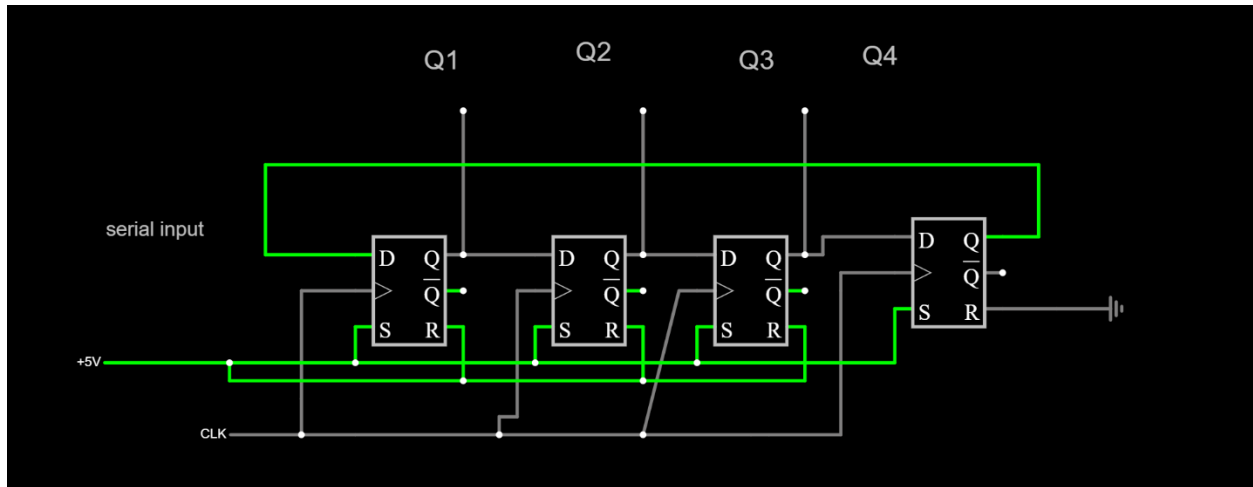 Q1 Q2 Q3 Q4
serial input
D Q D Q D Q D Q
Q Q Q Q
S R S R S R S R
+5V
CLK